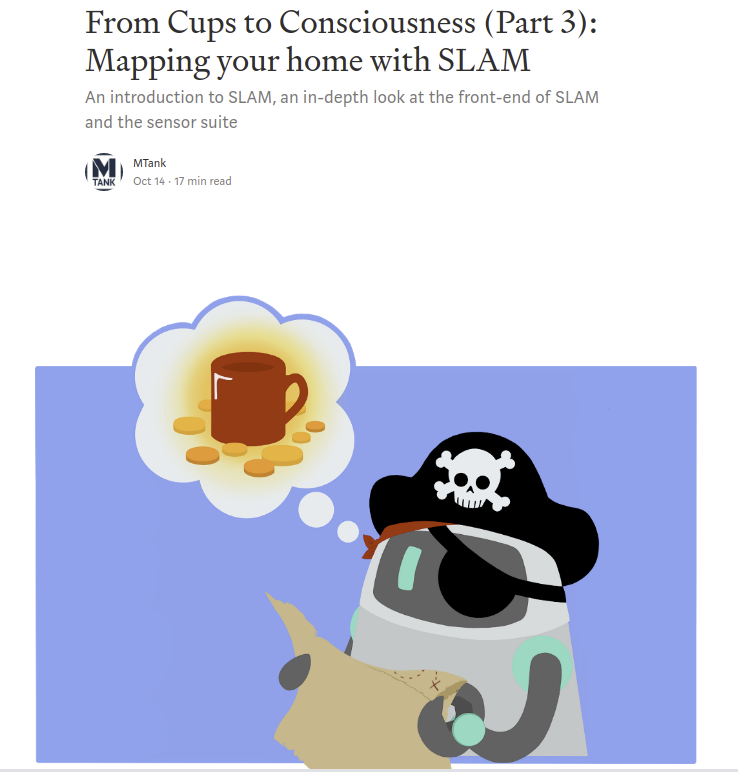 From Cups to Consciousness (Part 3):
Mapping your home with SLAM
An introduction to SLAM, an in-depth look at the front-end of SLAM
and the sensor suite
M
TANK
MTank
Oct 14 · 17 min read